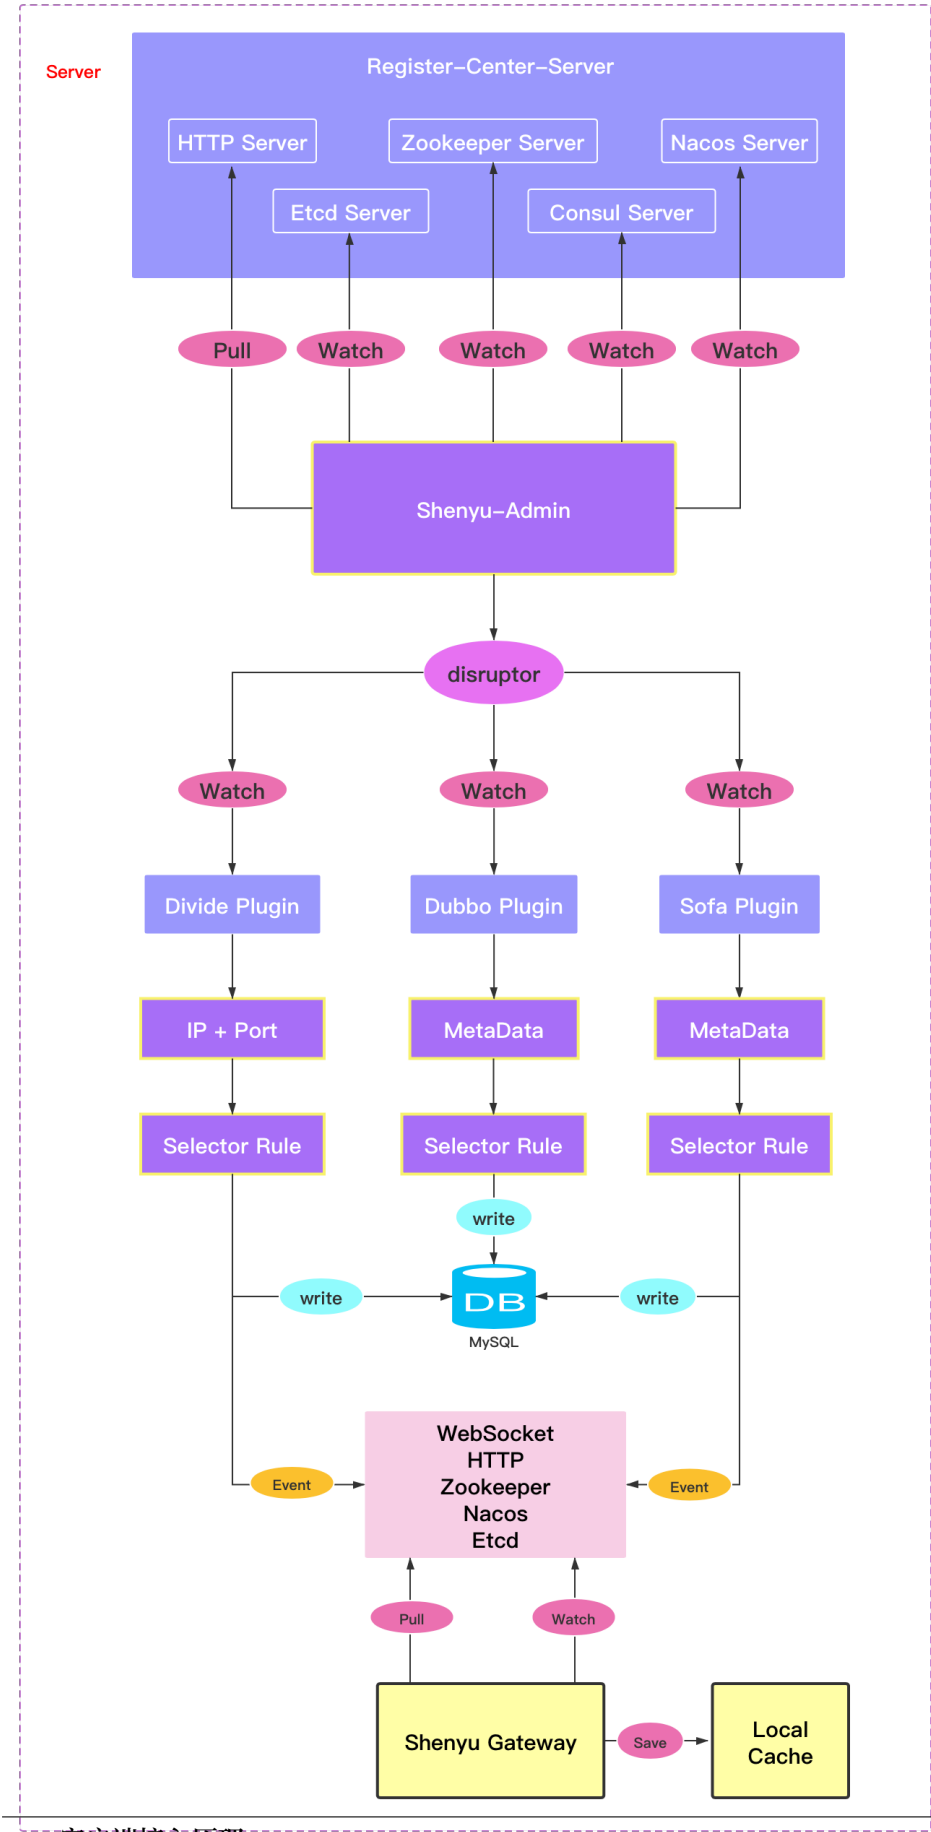 Server
Register-Center-Server
HTTP Server
Zookeeper Server
Nacos Server
Etcd Server
Consul Server
Pull
Watch
Watch
Watch
Watch
Shenyu-Admin
disruptor
Watch
Watch
Watch
Divide Plugin
Dubbo Plugin
Sofa Plugin
IP + Port
MetaData
MetaData
Selector Rule
Selector Rule
Selector Rule
write
write
DB
write
MySQL
WebSocket
HTTP
Zookeeper
Nacos
Etcd
Event
Event
Pull
Watch
Shenyu Gateway
Save
Local
Cache